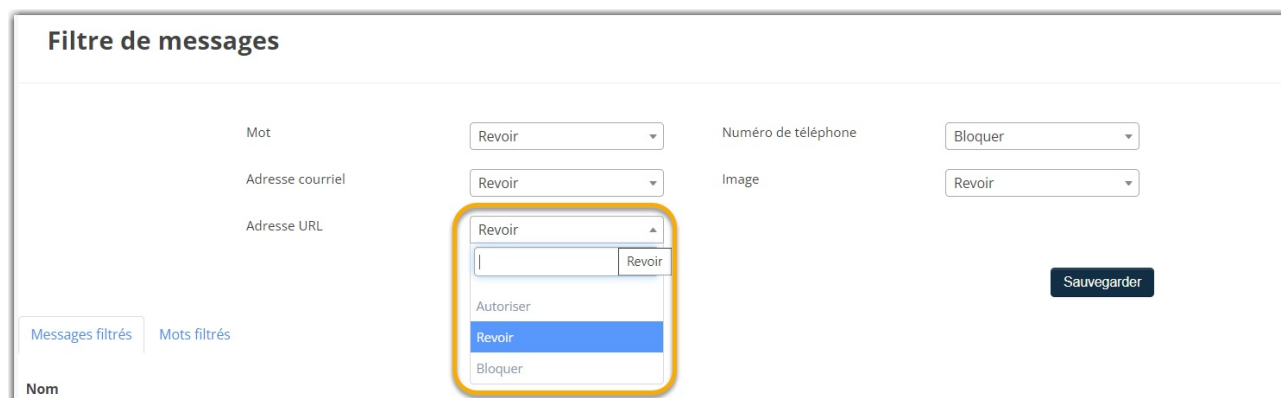 Filtre de messages
Mot
Revoir
Numéro de téléphone
Bloquer
Adresse courriel
Revoir
Image
Revoir
Adresse URL
Revoir
Revoir
Autoriser
Revoir
Bloquer
Sauvegarder
Messages filtrés
Mots filtrés
Nom